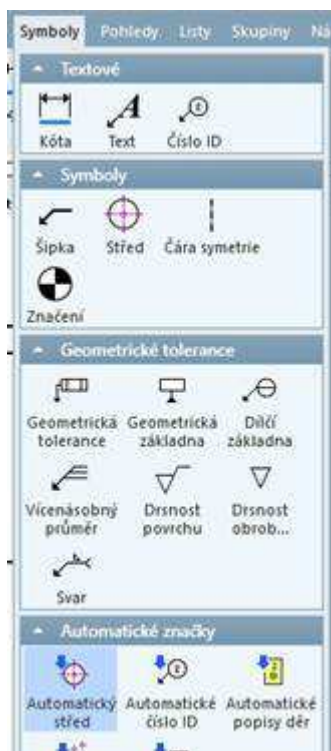 Symboly Pohledy Listy Skupiny
Textové
Kóta Text Číslo ID
Symboly
Šipka Střed Čára symetrie
Značení
Geometrické tolerance
Geometrická Geometrická Dílčí
tolerance základna základna
Vícenásobný Drsnost Drsnost
průměr povrchu obrob...
Svar
Automatické značky
Automatický Automatické Automatické
střed číslo ID popisy děr